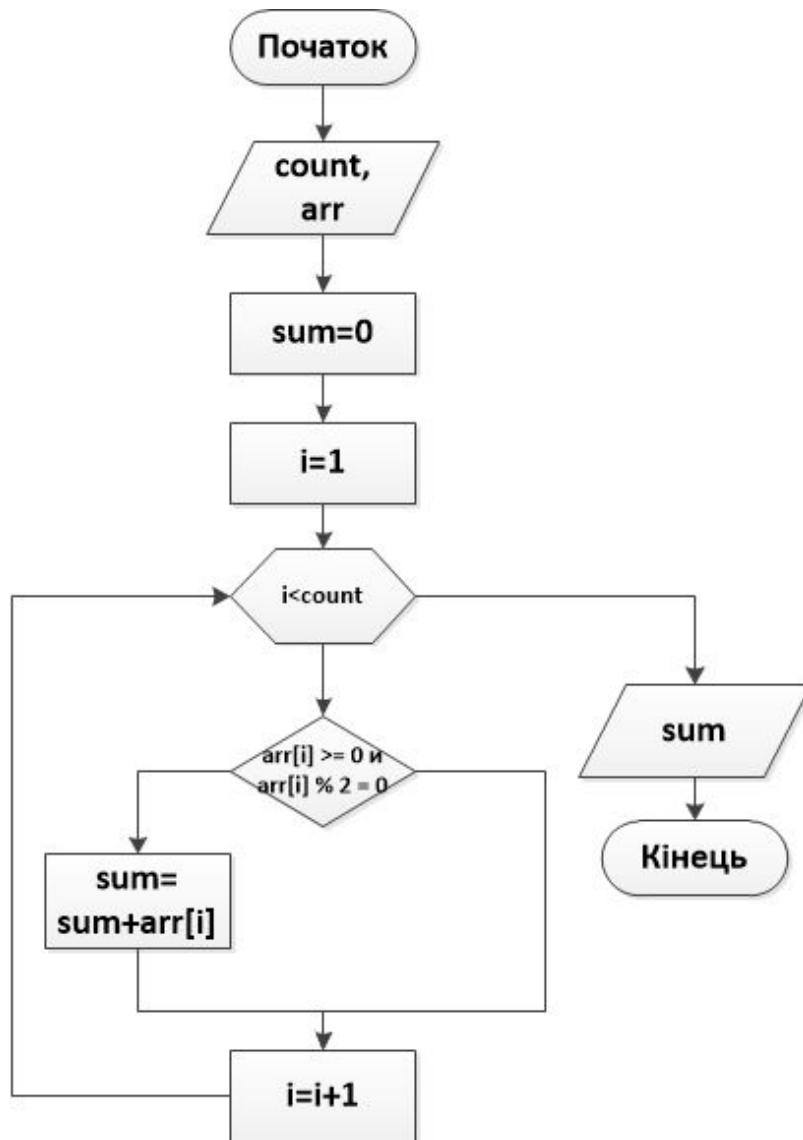 Початок
count,
arr
sum=0
i=1
i<count
arr[i] >= 0 и
arr[i] % 2 = 0
sum=
sum+arr[i]
i=i+1
sum
Кінець